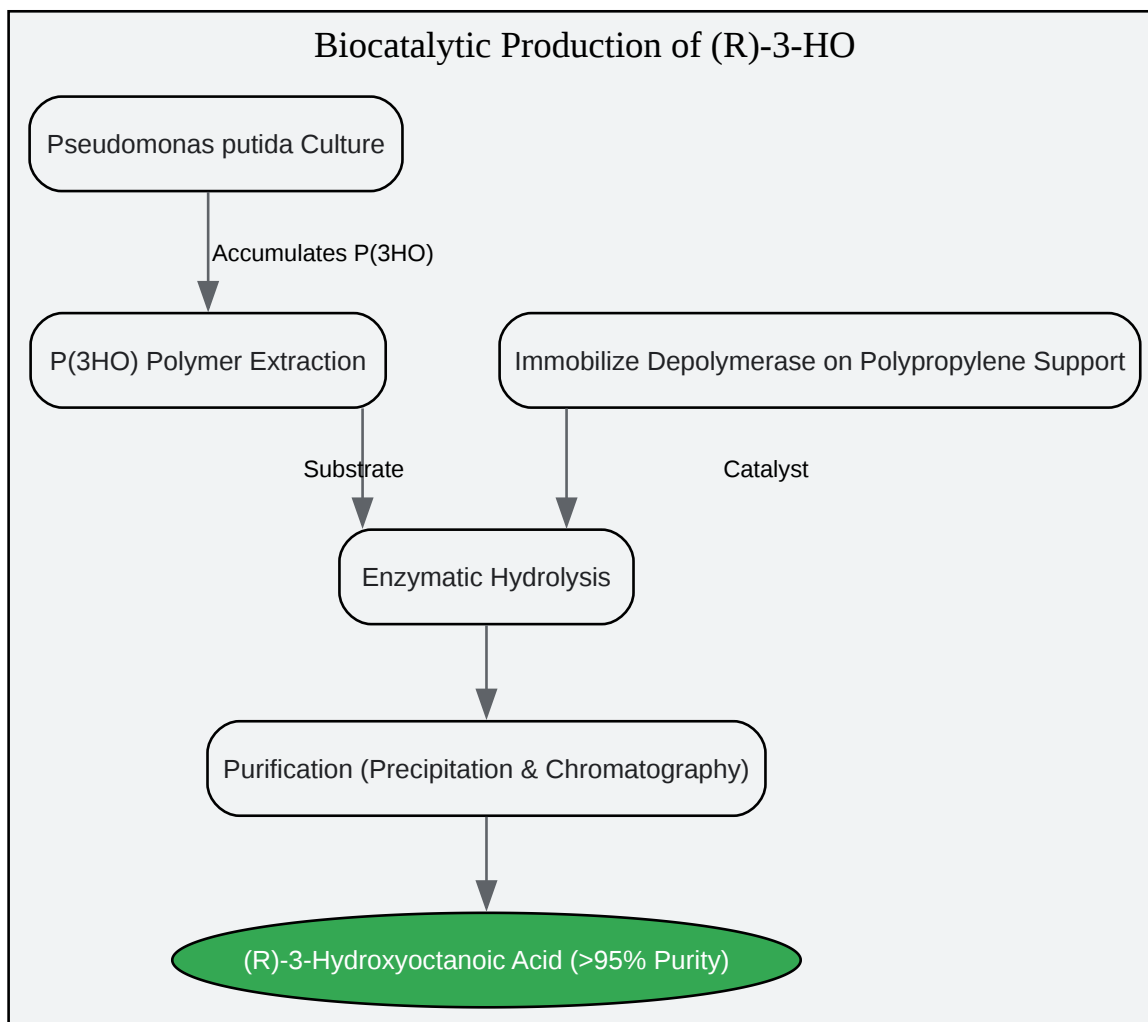 Biocatalytic Production of (R)-3-HO
Pseudomonas putida Culture
Accumulates P(3HO)
P(3HO) Polymer Extraction
Immobilize Depolymerase on Polypropylene Support
Substrate
Catalyst
Enzymatic Hydrolysis
Purification (Precipitation & Chromatography)
(R)-3-Hydroxyoctanoic Acid (>95% Purity)